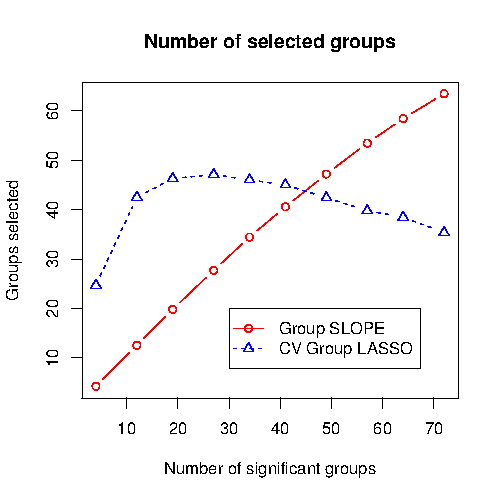 Number of selected groups
Groups selected
60
50
40
30
20
10
Group SLOPE
CV Group LASSO
10 20 30 40 50 60 70
Number of significant groups